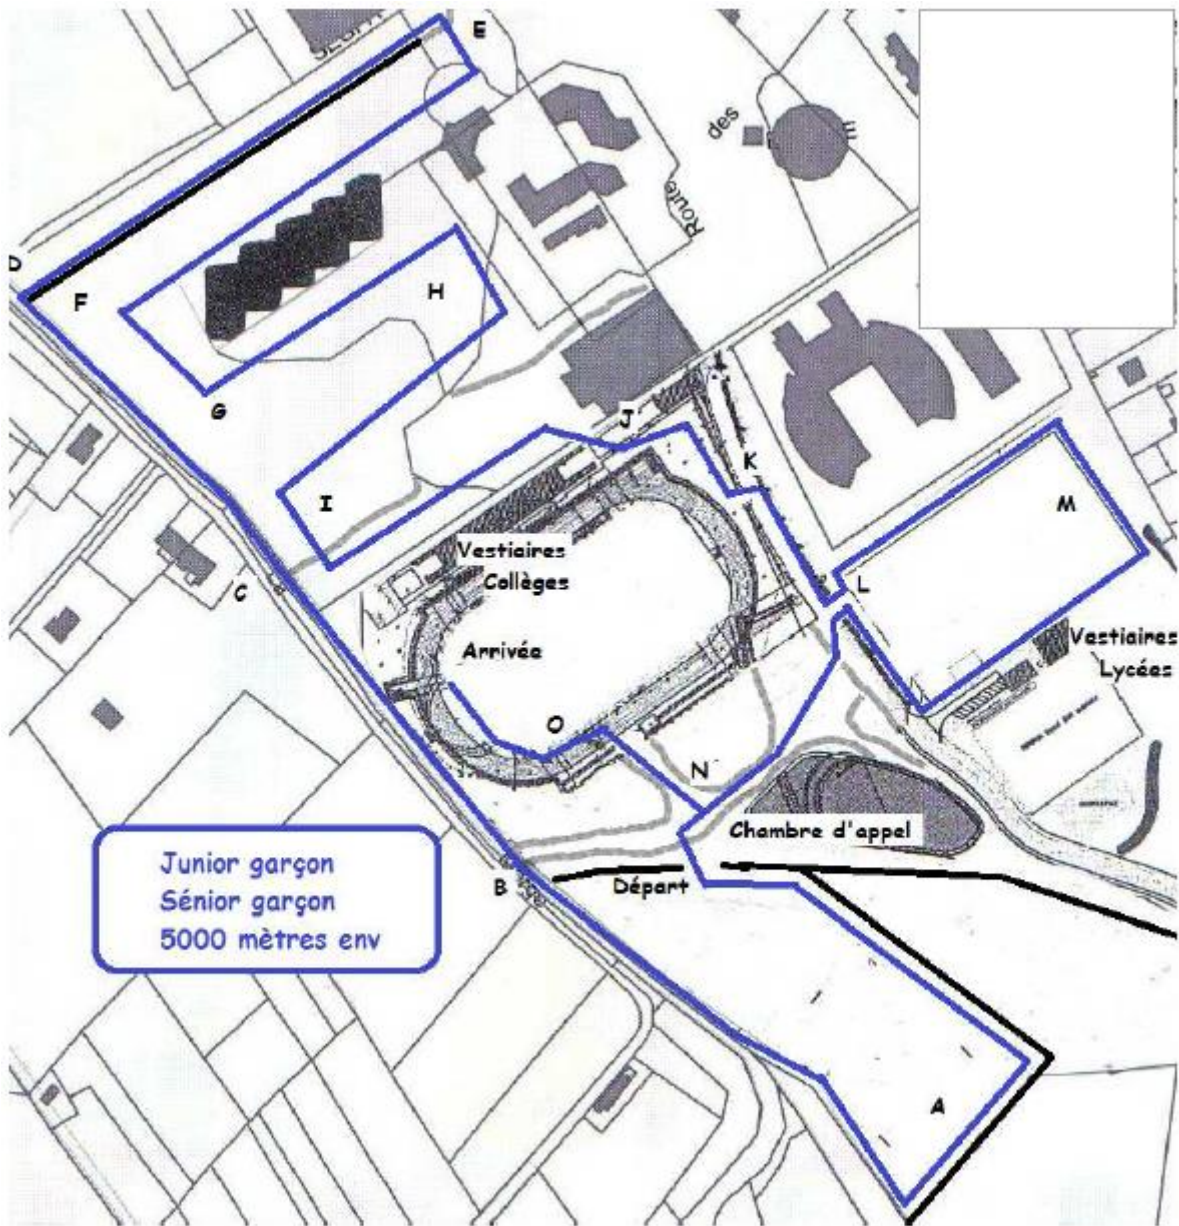 E
des
Route
D
F
H
G
J
K
I
M
Vestiaires
Collèges
C
L
Arrivée
Vestiaires
Lycées
O
N
Chambre d'appel
B
Départ
Junior garçon
Sénior garçon
5000 mètres env
A